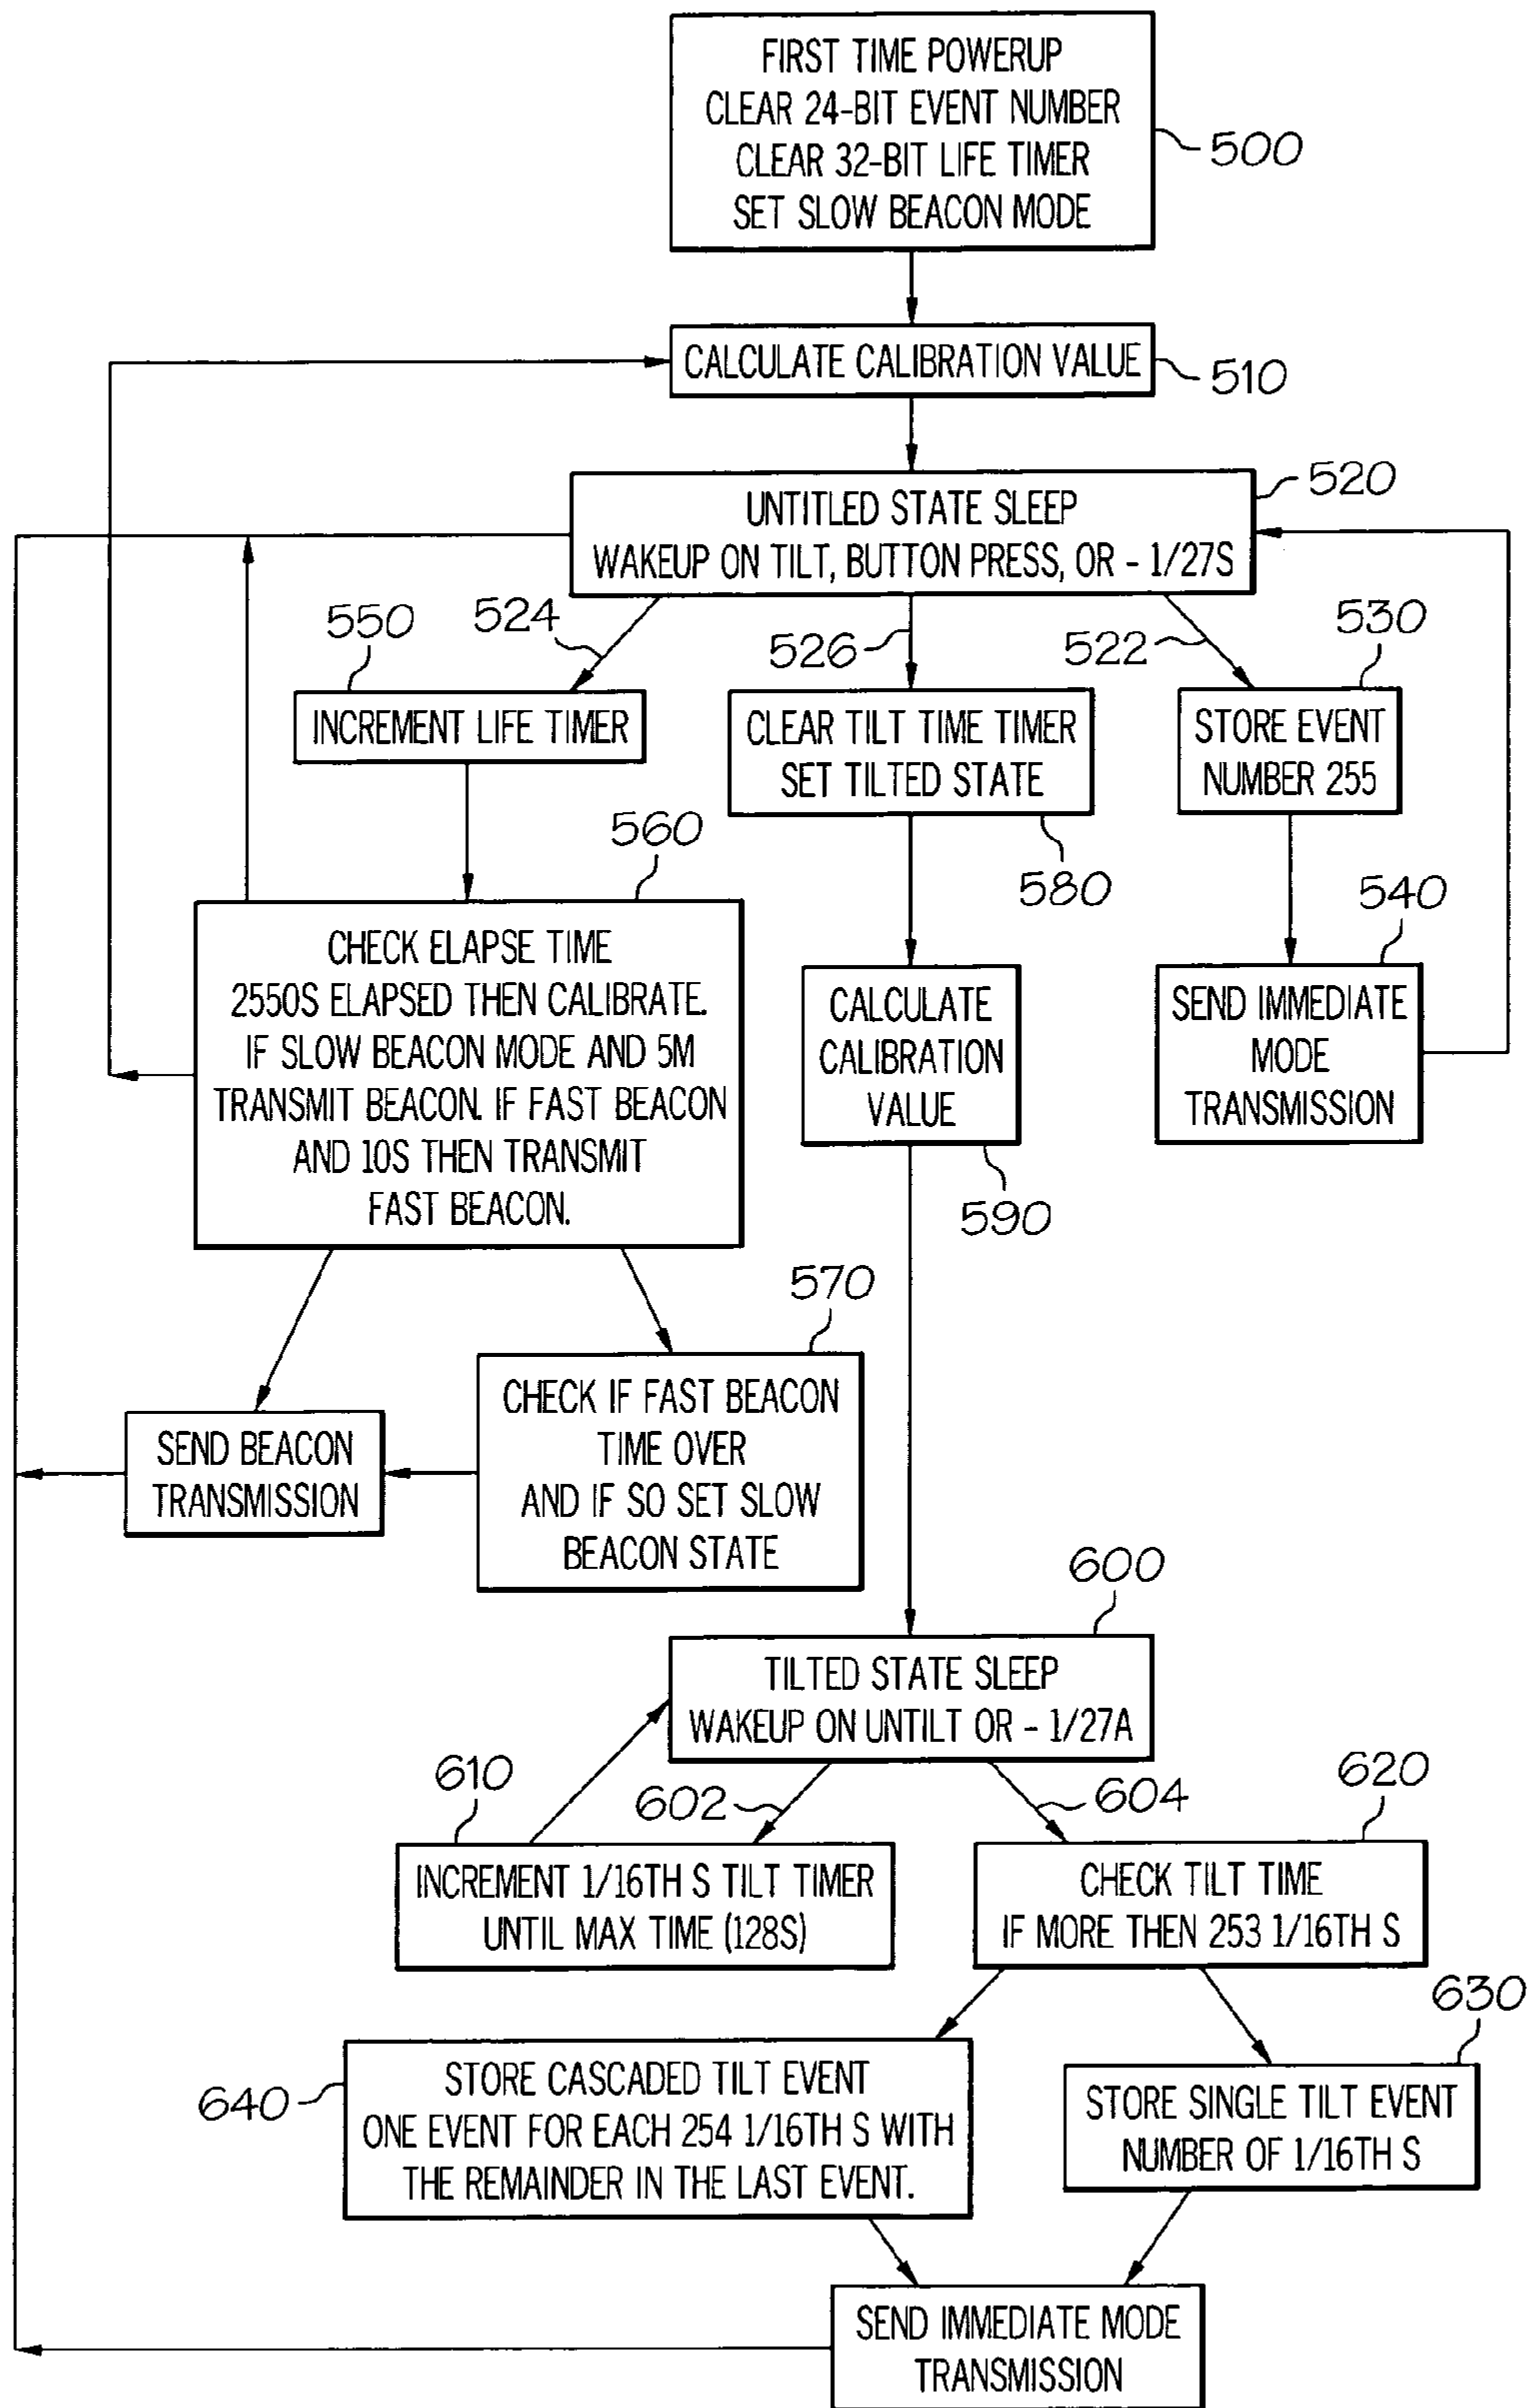 FIRST TIME POWERUP
CLEAR 24-BIT EVENT NUMBER
CLEAR 32-BIT LIFE TIMER
SET SLOW BEACON MODE
500
CALCULATE CALIBRATION VALUE
510
520
UNTITLED STATE SLEEP
WAKEUP ON TILT, BUTTON PRESS, OR - 1/27S
550
524
526
522
530
INCREMENT LIFE TIMER
CLEAR TILT TIME TIMER
SET TILTED STATE
STORE EVENT
NUMBER 255
560
580
540
CHECK ELAPSE TIME
2550S ELAPSED THEN CALIBRATE.
IF SLOW BEACON MODE AND 5M
TRANSMIT BEACON. IF FAST BEACON
AND 10S THEN TRANSMIT
FAST BEACON.
CALCULATE
CALIBRATION
VALUE
SEND IMMEDIATE
MODE
TRANSMISSION
590
570
CHECK IF FAST BEACON
TIME OVER
AND IF SO SET SLOW
BEACON STATE
SEND BEACON
TRANSMISSION
600
TILTED STATE SLEEP
WAKEUP ON UNTILT OR - 1/27A
610
602
604
620
INCREMENT 1/16TH S TILT TIMER
UNTIL MAX TIME (128S)
CHECK TILT TIME
IF MORE THEN 253 1/16TH S
630
640
STORE CASCADED TILT EVENT
ONE EVENT FOR EACH 254 1/16TH S WITH
THE REMAINDER IN THE LAST EVENT.
STORE SINGLE TILT EVENT
NUMBER OF 1/16TH S
SEND IMMEDIATE MODE
TRANSMISSION